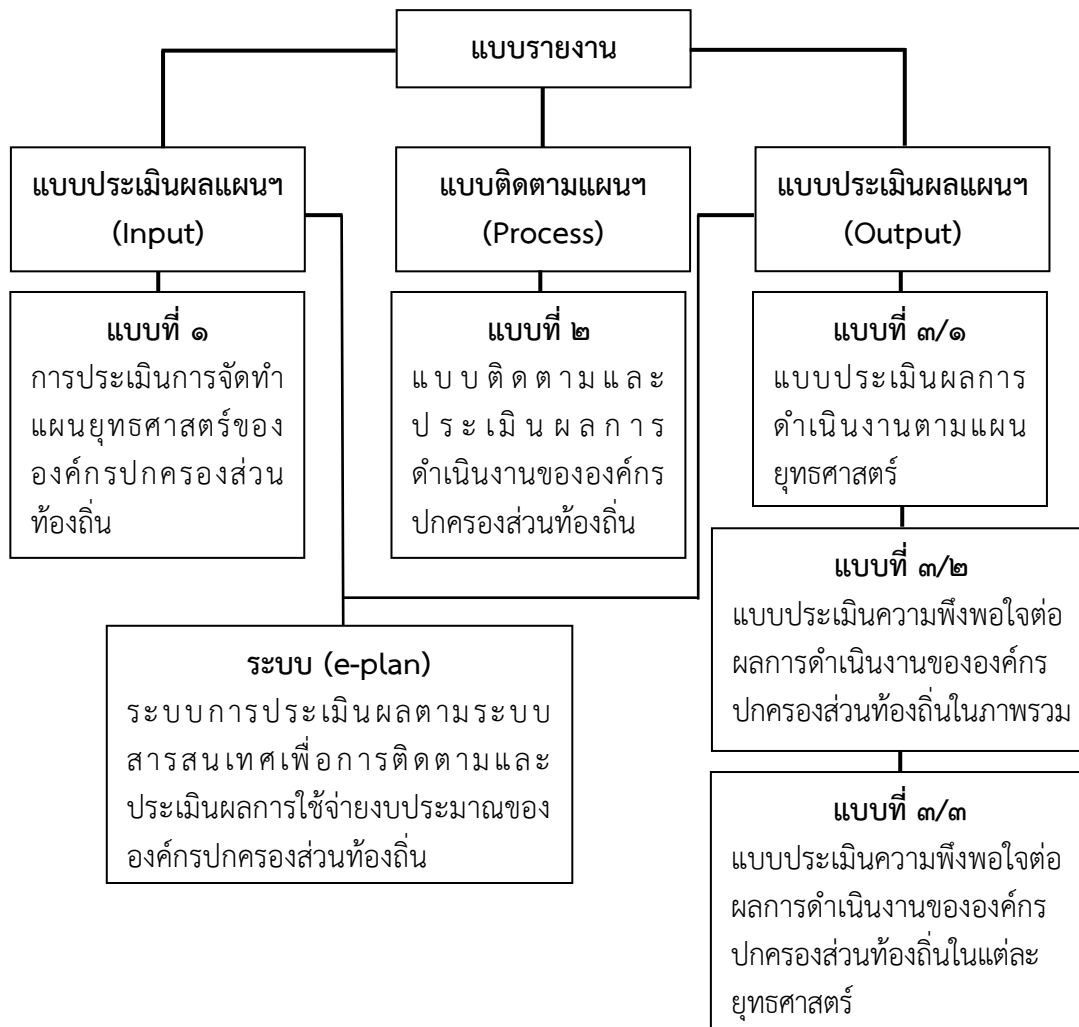 แบบรายงาน
แบบประเมินผลแผนฯ
(Input)
แบบติดตามแผนฯ
(Process)
แบบประเมินผลแผนฯ
(Output)
แบบที่ ๑
การประเมินการจัดทำ
แผนยุทธศาสตร์ของ
องค์กรปกครองส่วน
ท้องถิ่น
แบบที่ ๒
แบบติดตามและ
ประเมินผลการ
ดำเนินงานขององค์กร
ปกครองส่วนท้องถิ่น
แบบที่ ๓/๑
แบบประเมินผลการ
ดำเนินงานตามแผน
ยุทธศาสตร์
แบบที่ ๓/๒
แบบประเมินความพึงพอใจต่อ
ผลการดำเนินงานขององค์กร
ปกครองส่วนท้องถิ่นในภาพรวม
ระบบ (e-plan)
ระบบการประเมินผลตามระบบ
สารสนเทศเพื่อการติดตามและ
ประเมินผลการใช้จ่ายงบประมาณของ
องค์กรปกครองส่วนท้องถิ่น
แบบที่ ๓/๓
แบบประเมินความพึงพอใจต่อ
ผลการดำเนินงานขององค์กร
ปกครองส่วนท้องถิ่นในแต่ละ
ยุทธศาสตร์